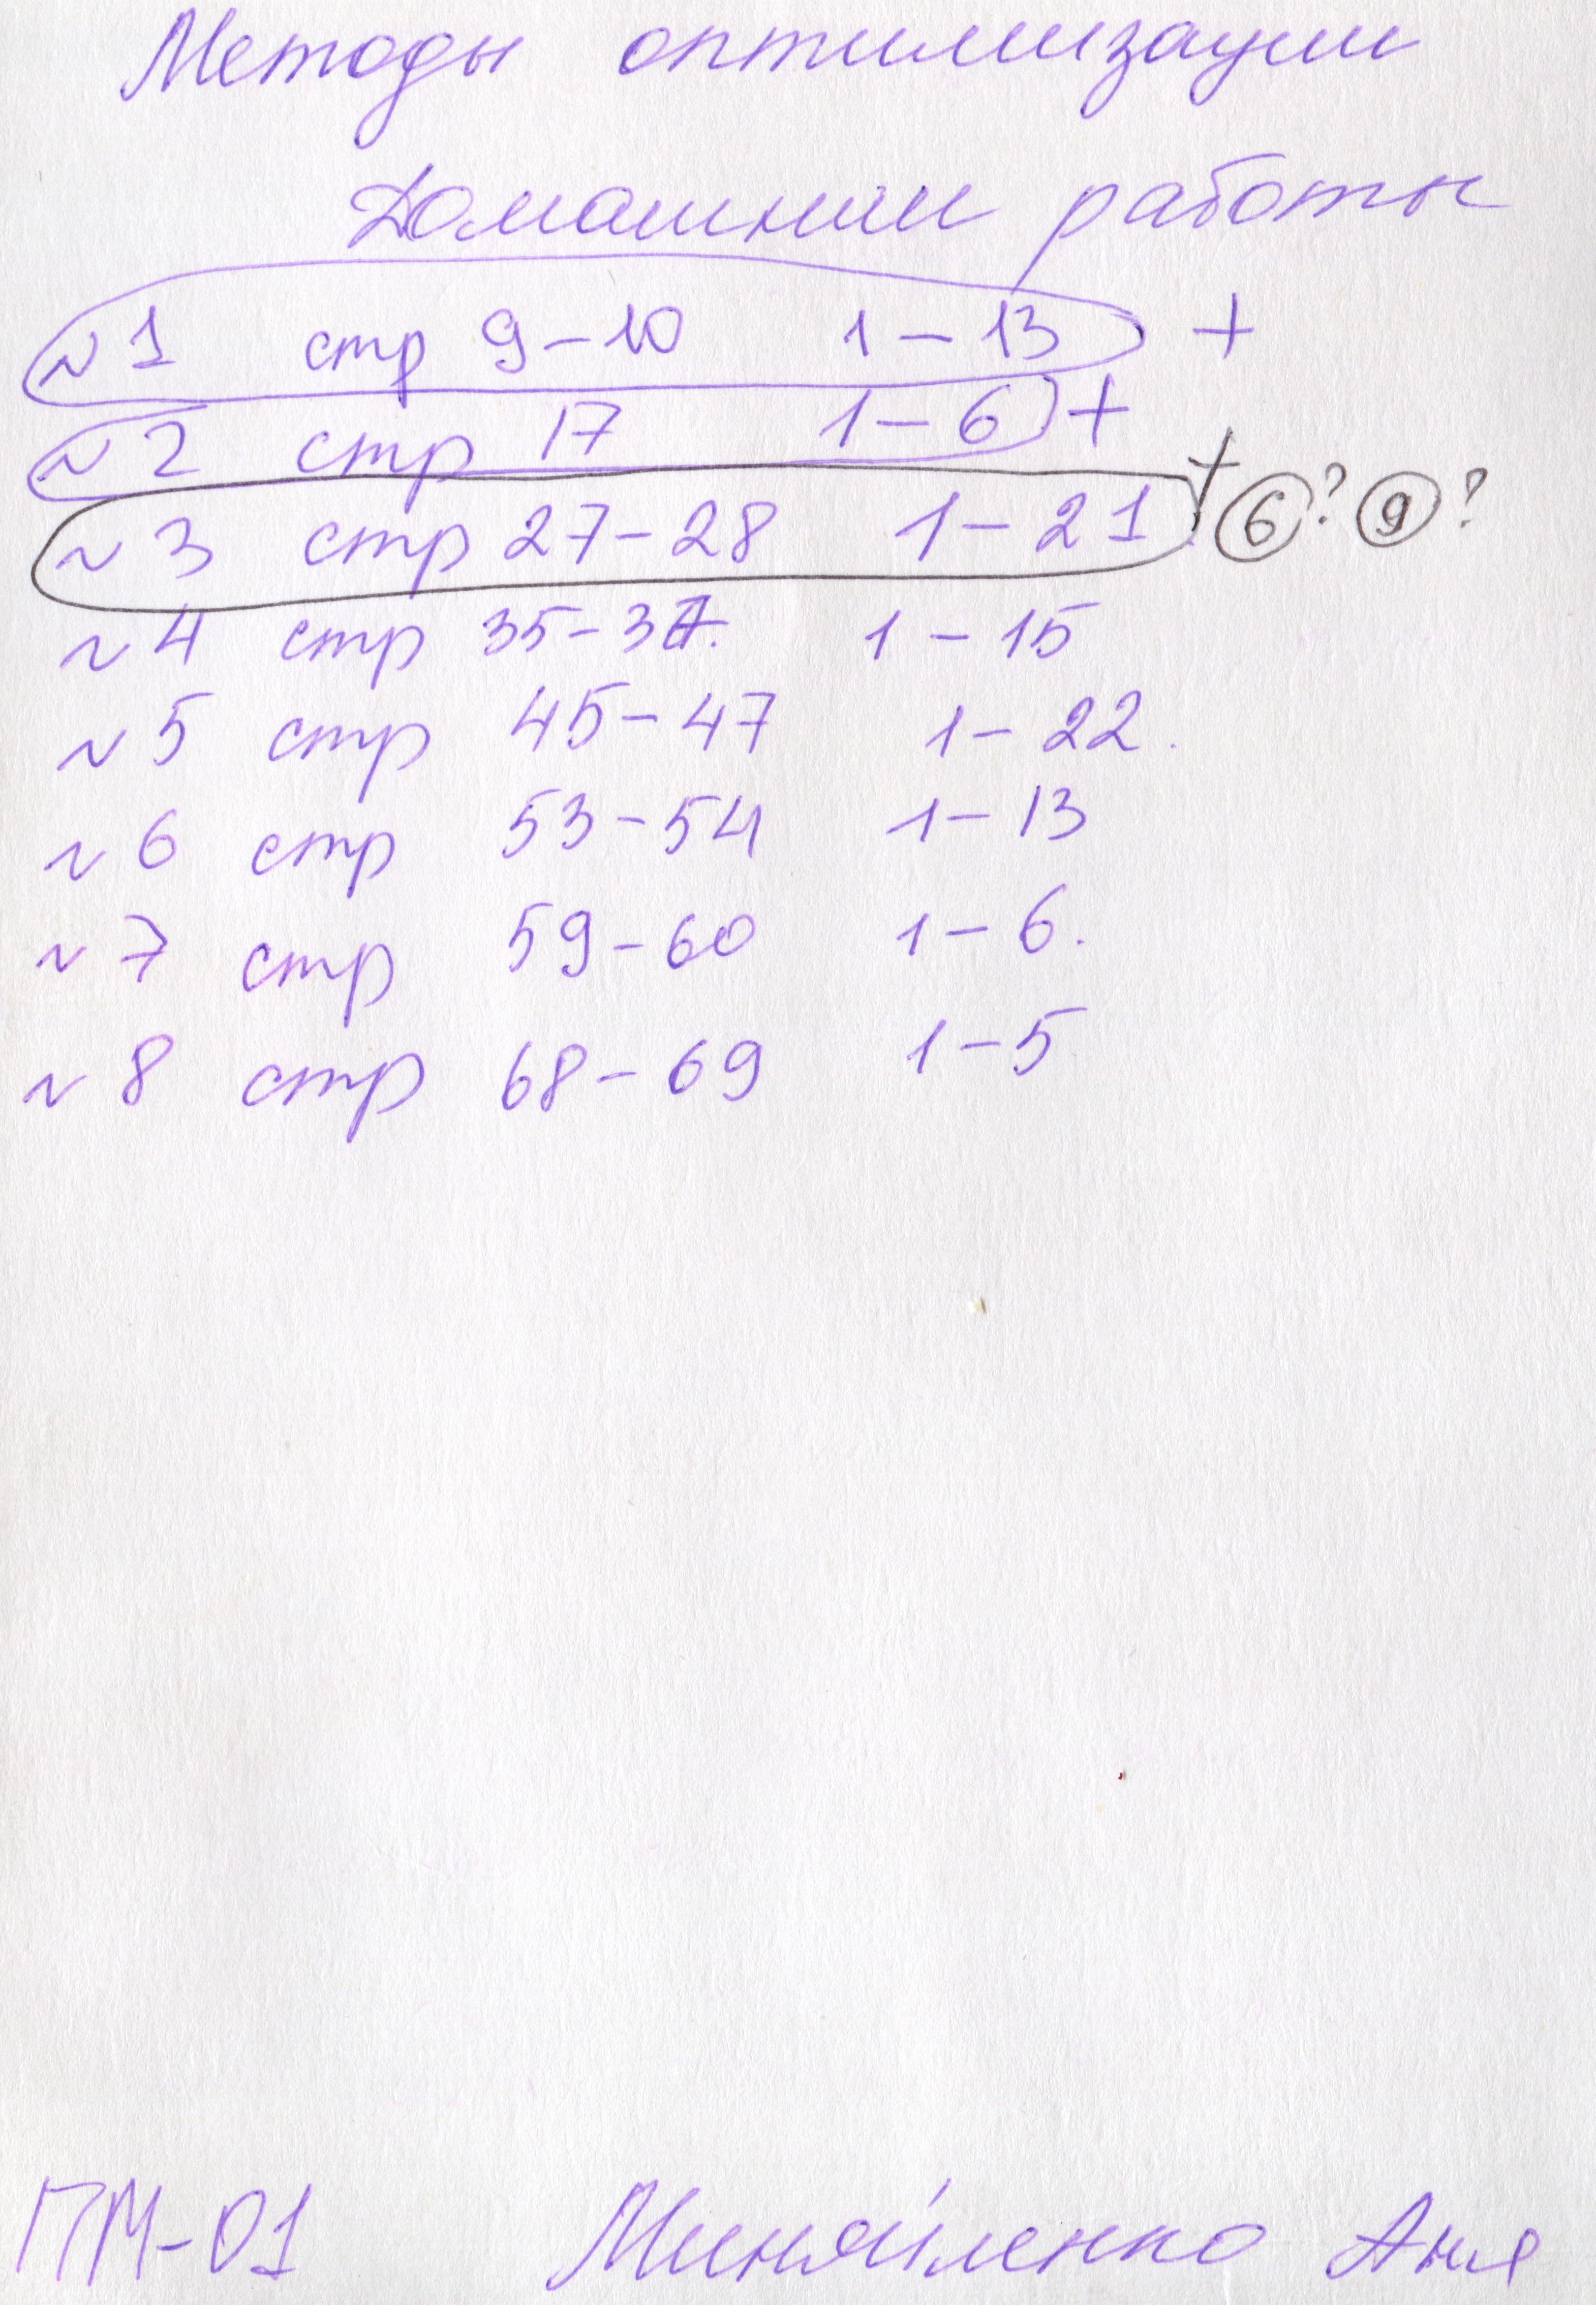 Методы оптимизации
Домашнии работы
№1 стр 9-10 1-13 +
№2 стр 17 1-6 +
№3 стр 27-28 1-21 + 6? 9?
№4 стр 35-37. 1-15
№5 стр 45-47 1-22.
№6 стр 53-54 1-13
№7 стр 59-60 1-6.
№8 стр 68-69 1-5
ПМ-01 Миняйленко Аня